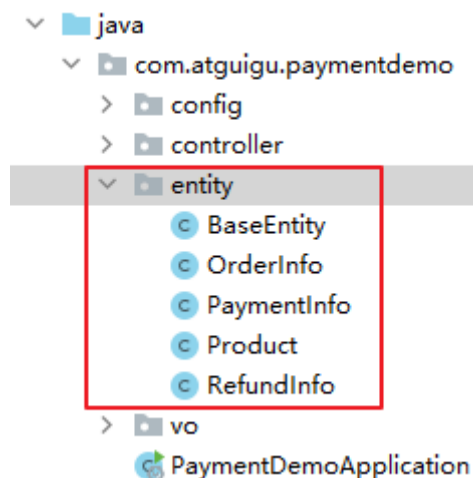 java
com.atguigu.paymentdemo
config
controller
entity
BaseEntity
OrderInfo
PaymentInfo
Product
RefundInfo
vo
PaymentDemoApplication